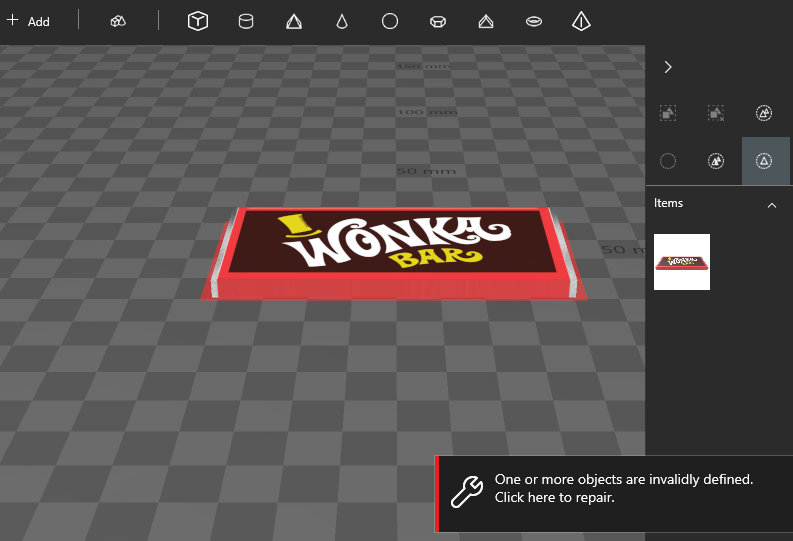 Add
150 mm
100 mm
50 mm
Items
WONKA
BAR
50 m
One or more objects are invalidly defined.
Click here to repair.